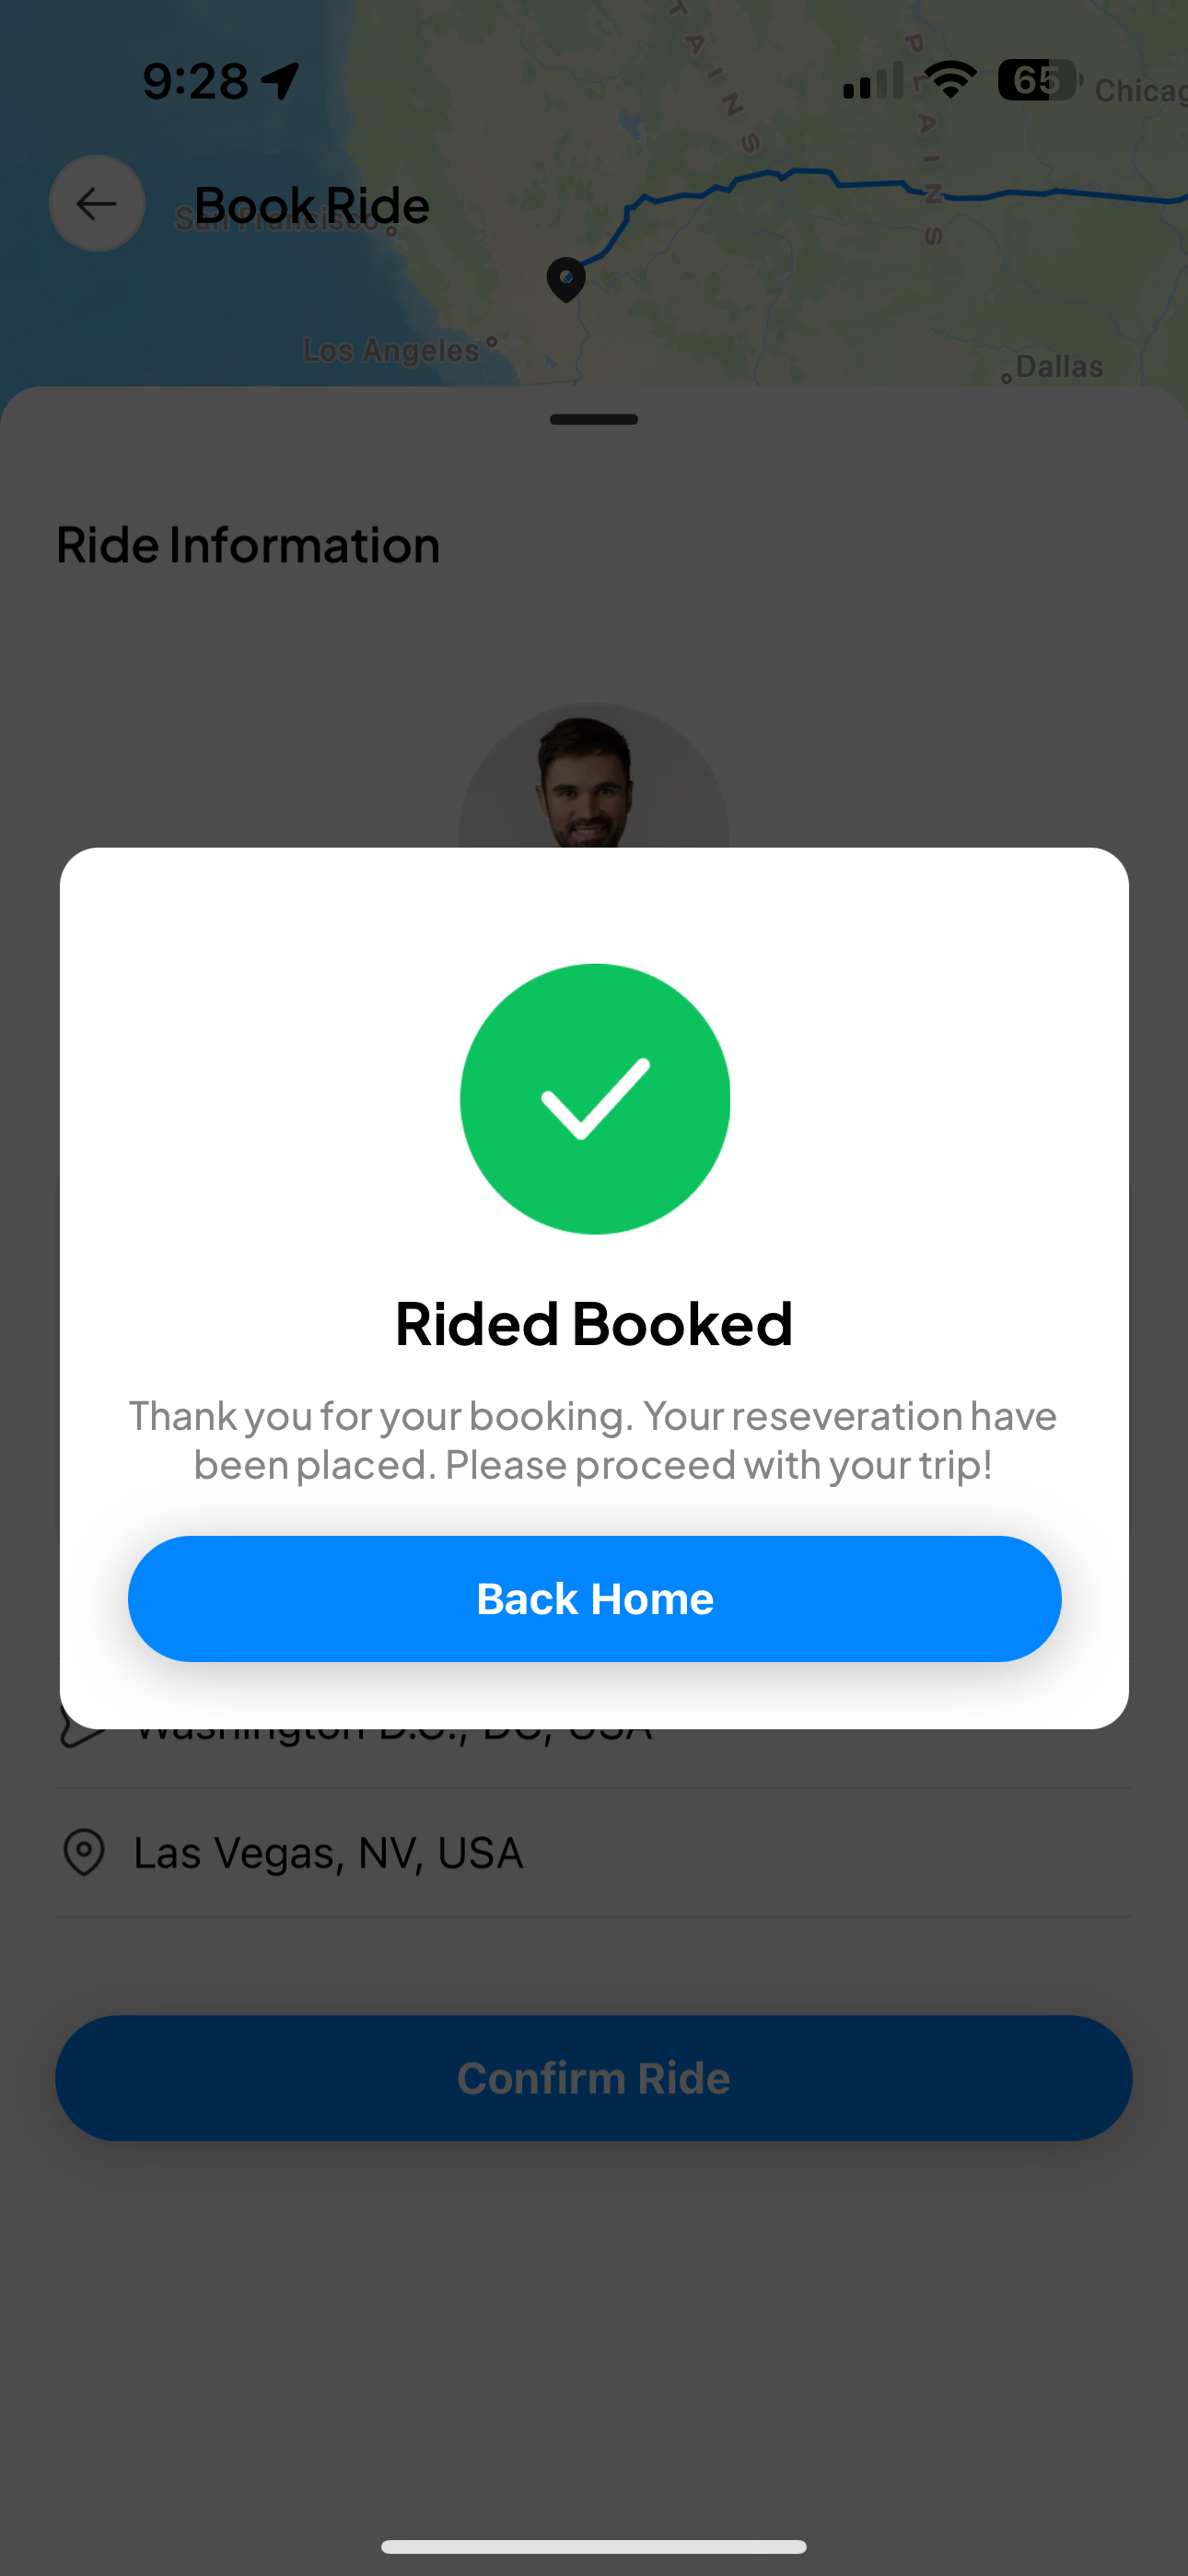 9:28
65
Chicag
TAINS
PLAINS
Book Ride
San Francisco
Los Angeles
Dallas
Ride Information
Rided Booked
Thank you for your booking. Your reseveration have
been placed. Please proceed with your trip!
Back Home
Washington D.C., DC, USA
Las Vegas, NV, USA
Confirm Ride